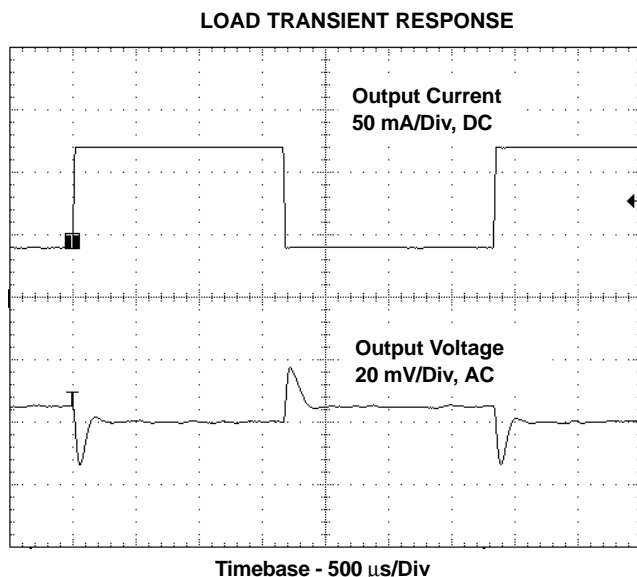 LOAD TRANSIENT RESPONSE
Output Current
50 mA/Div, DC
Output Voltage
20 mV/Div, AC
Timebase - 500 μs/Div